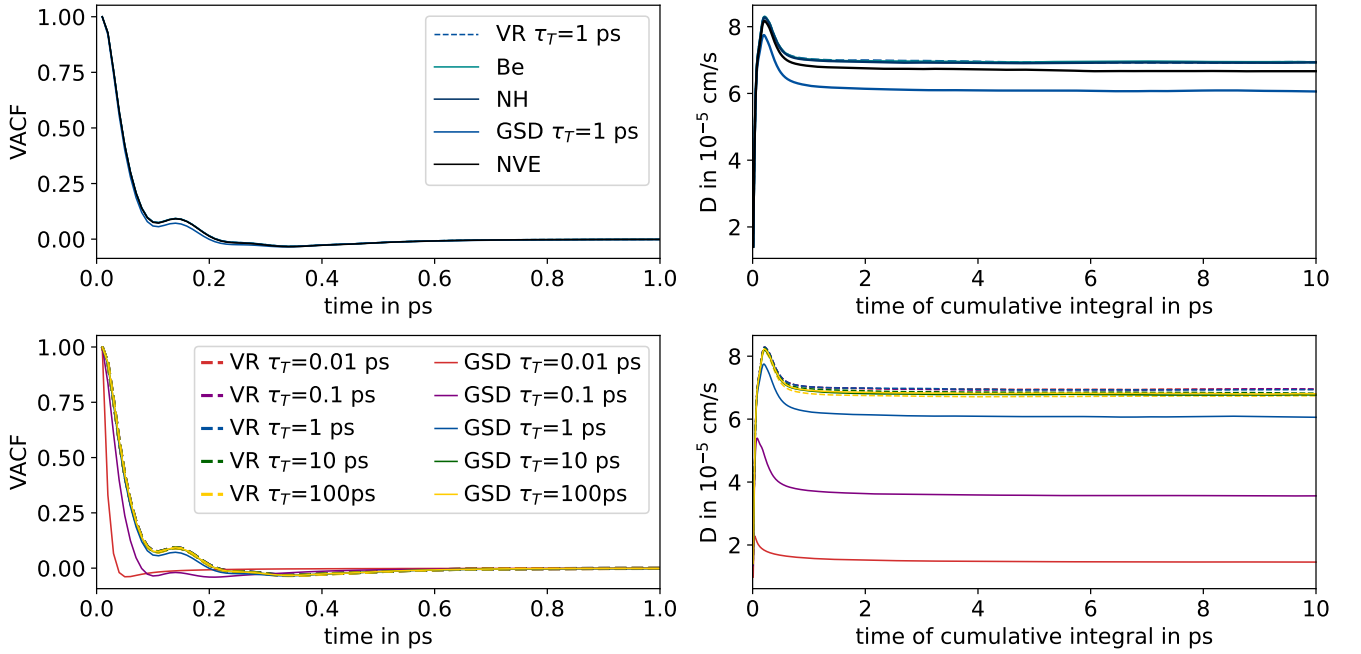 1.00
0.75
0.50
0.25
0.00
VACF
0.0 0.2 0.4 0.6 0.8 1.0
time in ps
VR τT=1 ps
Be
NH
GSD τT=1 ps
NVE
8
6
4
2
D in 10⁻⁵ cm/s
0 2 4 6 8 10
time of cumulative integral in ps
1.00
0.75
0.50
0.25
0.00
VACF
0.0 0.2 0.4 0.6 0.8 1.0
time in ps
VR τT=0.01 ps
VR τT=0.1 ps
VR τT=1 ps
VR τT=10 ps
VR τT=100ps
GSD τT=0.01 ps
GSD τT=0.1 ps
GSD τT=1 ps
GSD τT=10 ps
GSD τT=100ps
8
6
4
2
D in 10⁻⁵ cm/s
0 2 4 6 8 10
time of cumulative integral in ps